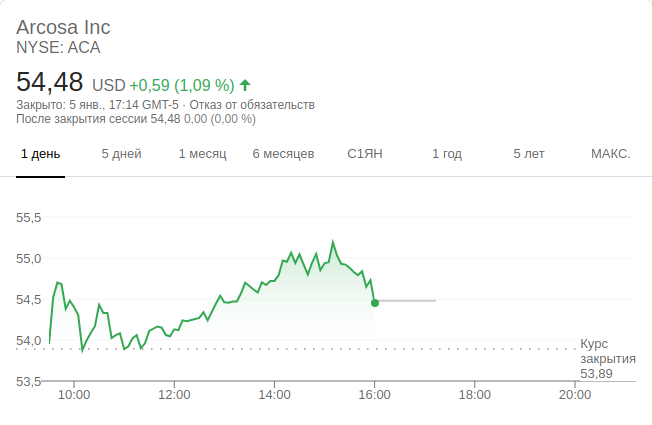 Arcosa Inc
NYSE: ACA
54,48 USD +0,59 (1,09 %)
Закрыто: 5 янв., 17:14 GMT-5 · Отказ от обязательств
После закрытия сессии 54,48 0,00 (0,00 %)
1 день 5 дней 1 месяц 6 месяцев С1ЯН 1 год 5 лет МАКС.
55,5
55,0
54,5
54,0
Курс
закрытия
53,89
53,5
10:00 12:00 14:00 16:00 18:00 20:00